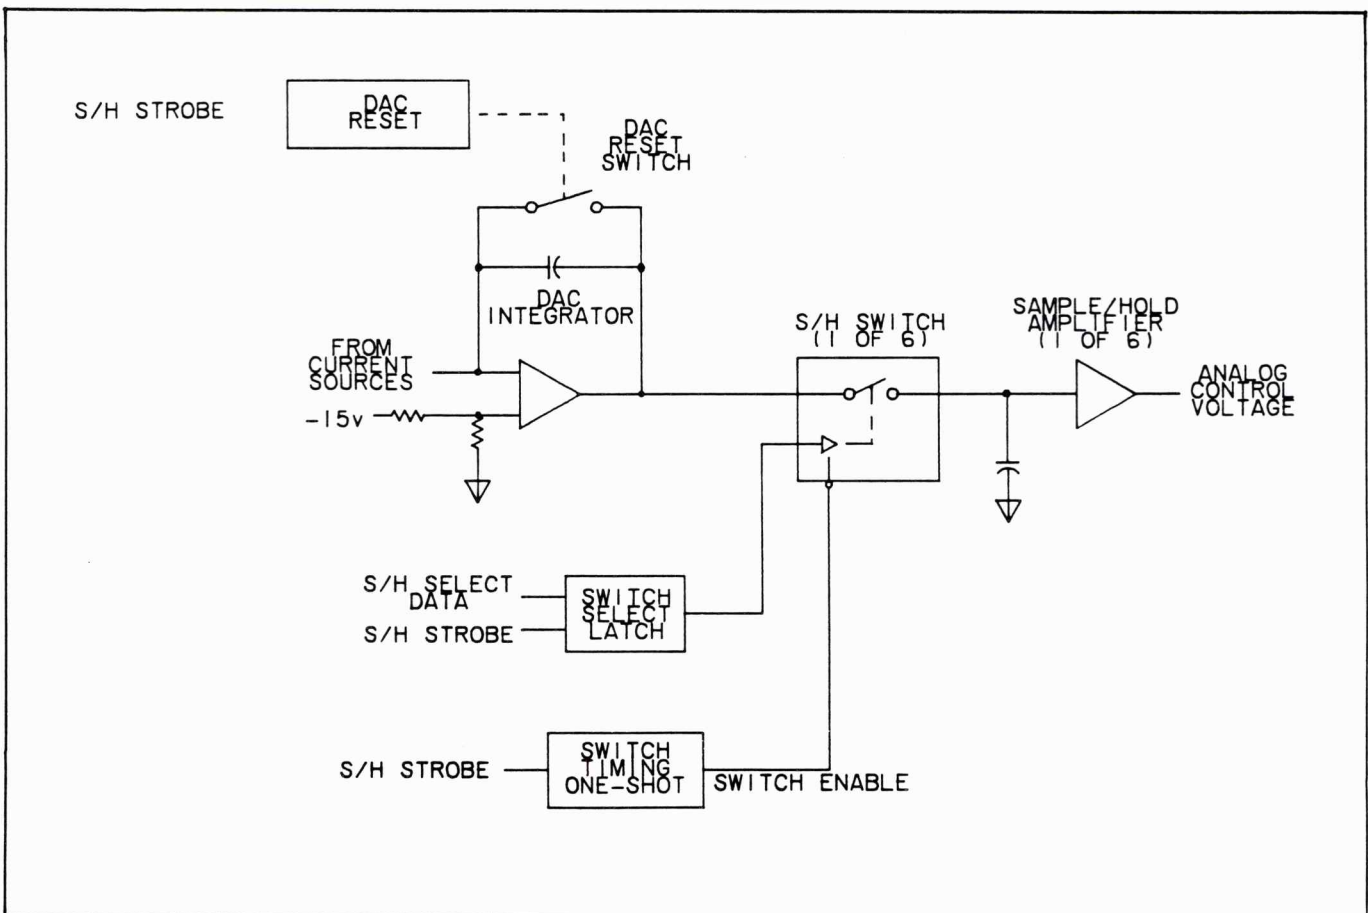 S/H STROBE
DAC
RESET
DAC
RESET
SWITCH
DAC
INTEGRATOR
FROM
CURRENT
SOURCES
-15v
S/H SWITCH
(1 OF 6)
SAMPLE/HOLD
AMPLIFIER
(1 OF 6)
ANALOG
CONTROL
VOLTAGE
S/H SELECT
DATA
S/H STROBE
SWITCH
SELECT
LATCH
S/H STROBE
SWITCH
TIMING
ONE-SHOT
SWITCH ENABLE